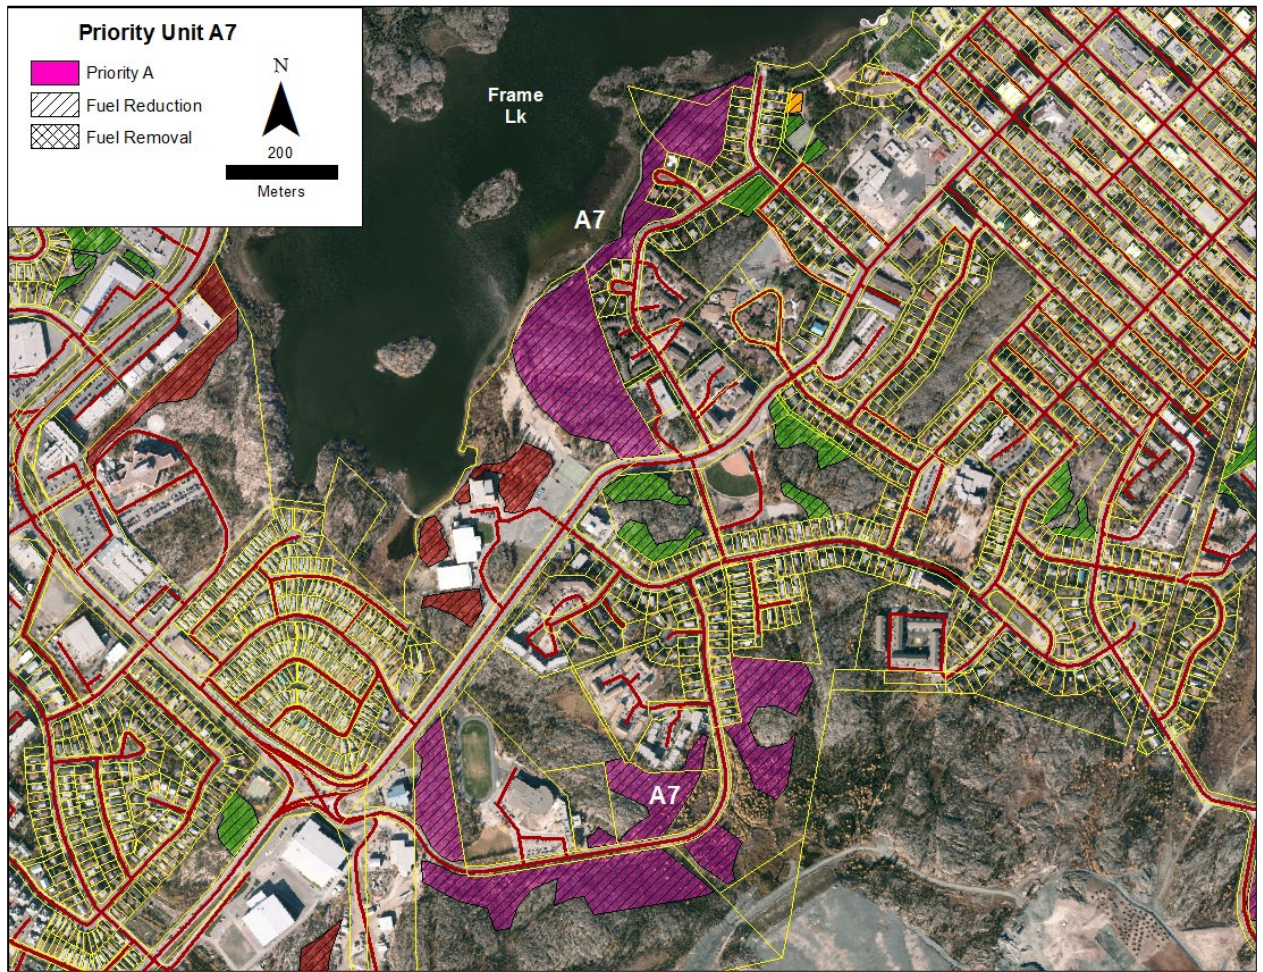 Priority Unit A7
Priority A
Fuel Reduction
Fuel Removal
N
200
Meters
Frame
Lk
A7
A7